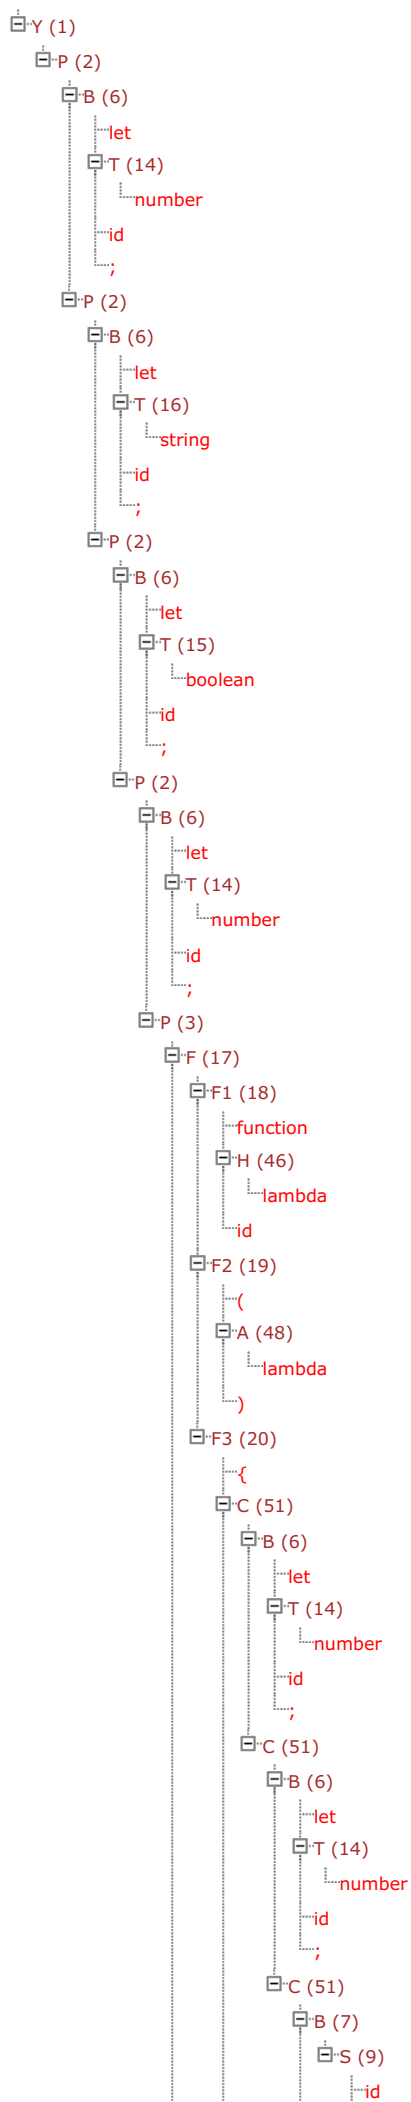 Y (1)
P (2)
B (6)
let
T (14)
number
id
;
P (2)
B (6)
let
T (16)
string
id
;
P (2)
B (6)
let
T (15)
boolean
id
;
P (2)
B (6)
let
T (14)
number
id
;
P (3)
F (17)
F1 (18)
function
H (46)
lambda
id
F2 (19)
(
A (48)
lambda
)
F3 (20)
{
C (51)
B (6)
let
T (14)
number
id
;
C (51)
B (6)
let
T (14)
number
id
;
C (51)
B (7)
S (9)
id